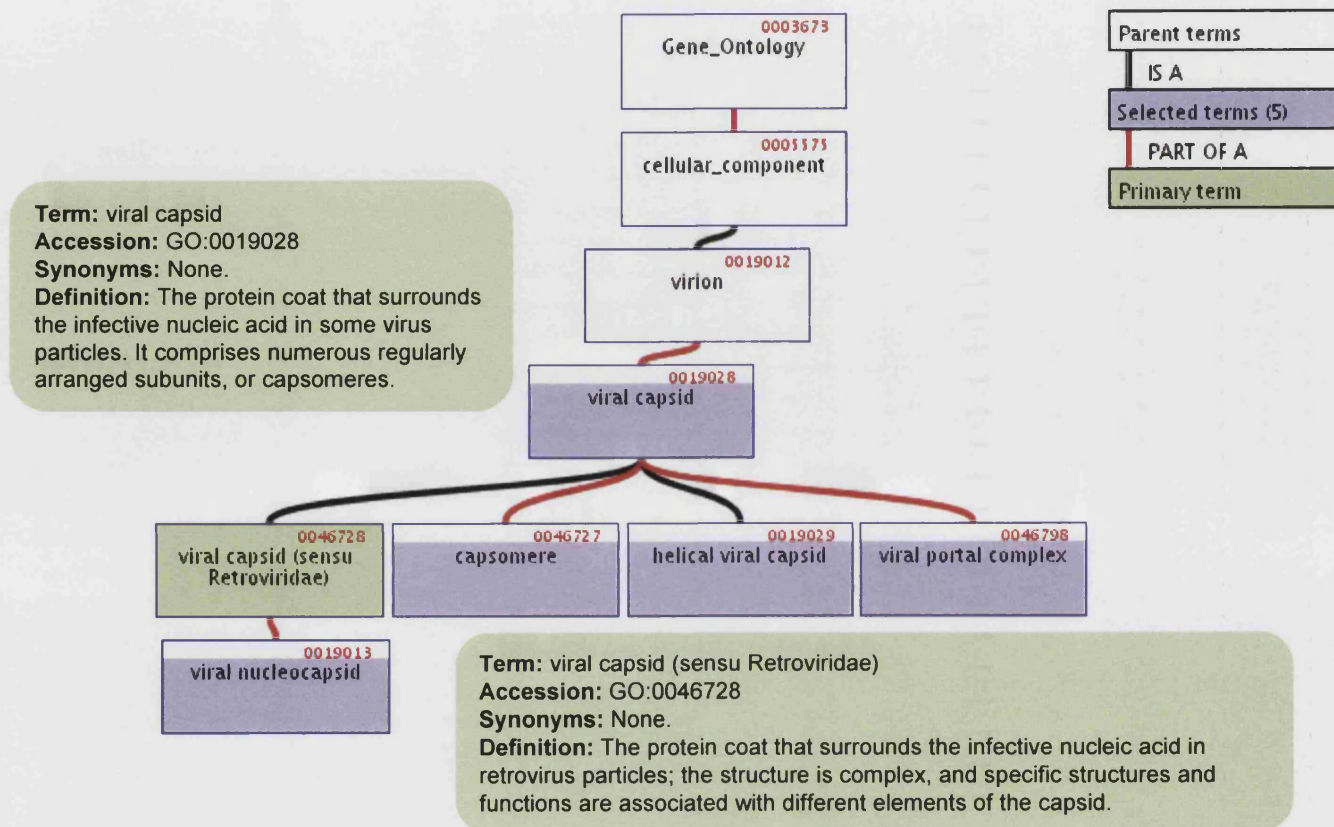 0003673
Gene_Ontology
Parent terms
IS A
Selected terms (5)
PART OF A
Primary term
0005575
cellular_component
Term: viral capsid
Accession: GO:0019028
Synonyms: None.
Definition: The protein coat that surrounds
the infective nucleic acid in some virus
particles. It comprises numerous regularly
arranged subunits, or capsomeres.
0019012
virion
0019028
viral capsid
0046728
viral capsid (sensu
Retroviridae)
0046727
capsomere
0019029
helical viral capsid
0046798
viral portal complex
0019013
viral nucleocapsid
Term: viral capsid (sensu Retroviridae)
Accession: GO:0046728
Synonyms: None.
Definition: The protein coat that surrounds the infective nucleic acid in
retrovirus particles; the structure is complex, and specific structures and
functions are associated with different elements of the capsid.